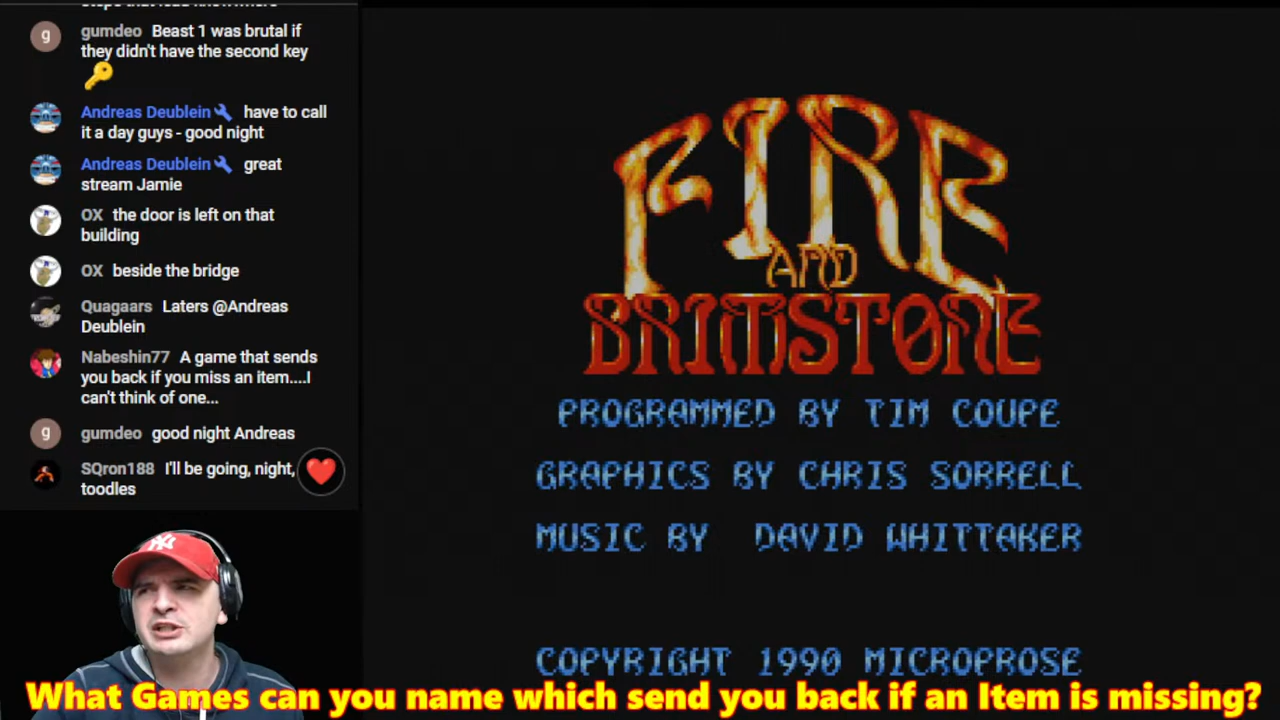 g
gumdeo Beast 1 was brutal if
they didn't have the second key
Andreas Deublein have to call
it a day guys - good night
Andreas Deublein great
stream Jamie
OX the door is left on that
building
OX beside the bridge
Quagaars Laters @Andreas
Deublein
Nabeshin77 A game that sends
you back if you miss an item....I
can't think of one...
g
gumdeo good night Andreas
SQron188 I'll be going, night,
toodles
FIRE
AND
BRIMSTONE
PROGRAMMED BY TIM COUPE
GRAPHICS BY CHRIS SORRELL
MUSIC BY DAVID WHITTAKER
COPYRIGHT 1990 MICROPROSE
What Games can you name which send you back if an Item is missing?